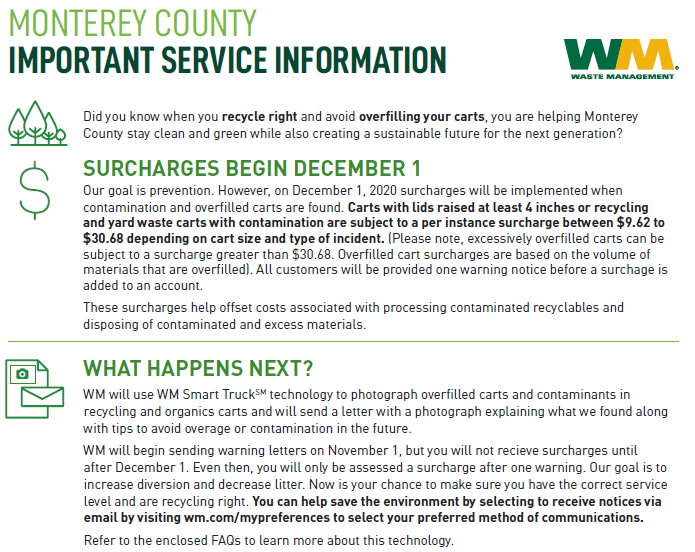 MONTEREY COUNTY
IMPORTANT SERVICE INFORMATION
WM
WASTE MANAGEMENT
Did you know when you recycle right and avoid overfilling your carts, you are helping Monterey
County stay clean and green while also creating a sustainable future for the next generation?
$
SURCHARGES BEGIN DECEMBER 1
Our goal is prevention. However, on December 1, 2020 surcharges will be implemented when
contamination and overfilled carts are found. Carts with lids raised at least 4 inches or recycling
and yard waste carts with contamination are subject to a per instance surcharge between $9.62 to
$30.68 depending on cart size and type of incident. (Please note, excessively overfilled carts can be
subject to a surcharge greater than $30.68. Overfilled cart surcharges are based on the volume of
materials that are overfilled). All customers will be provided one warning notice before a surchage is
added to an account.
These surcharges help offset costs associated with processing contaminated recyclables and
disposing of contaminated and excess materials.
WHAT HAPPENS NEXT?
WM will use WM Smart Truck℠ technology to photograph overfilled carts and contaminants in
recycling and organics carts and will send a letter with a photograph explaining what we found along
with tips to avoid overage or contamination in the future.
WM will begin sending warning letters on November 1, but you will not recieve surcharges until
after December 1. Even then, you will only be assessed a surcharge after one warning. Our goal is to
increase diversion and decrease litter. Now is your chance to make sure you have the correct service
level and are recycling right. You can help save the environment by selecting to receive notices via
email by visiting wm.com/mypreferences to select your preferred method of communications.
Refer to the enclosed FAQs to learn more about this technology.